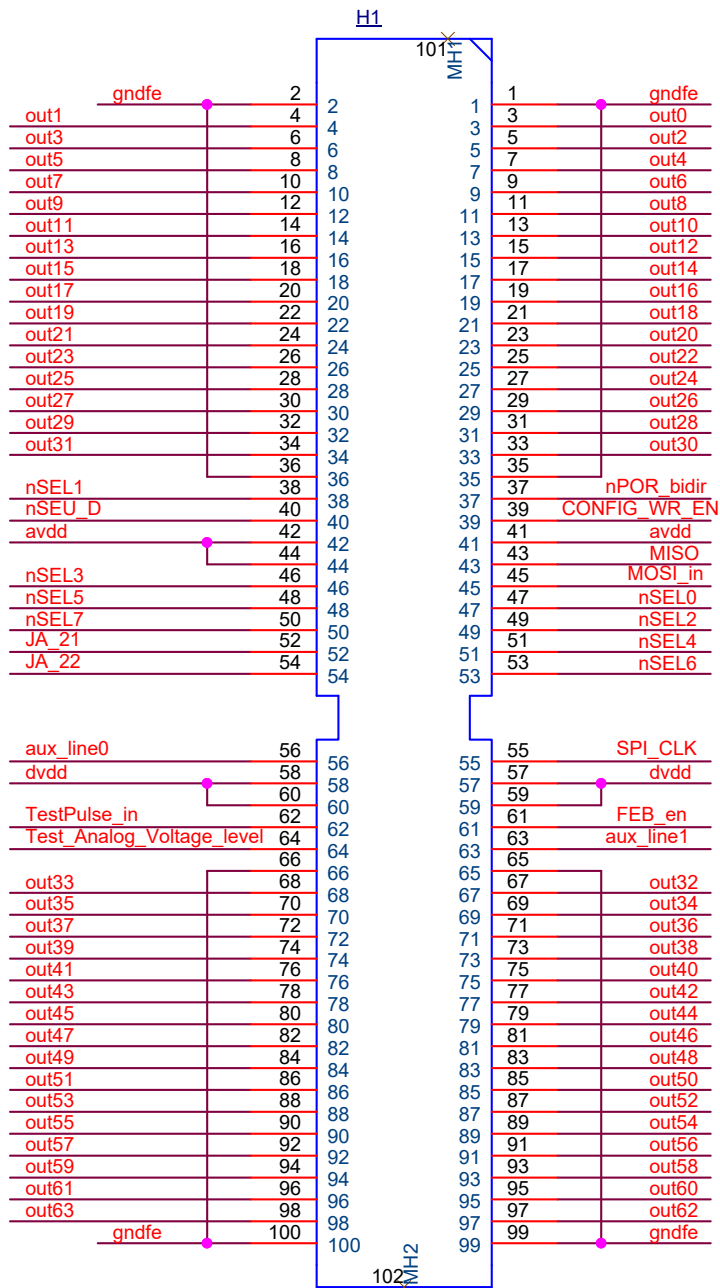 H1
101 MH1
gndfe 2 2 1 1 gndfe
out1 4 4 3 3 out0
out3 6 6 5 5 out2
out5 8 8 7 7 out4
out7 10 10 9 9 out6
out9 12 12 11 11 out8
out11 14 14 13 13 out10
out13 16 16 15 15 out12
out15 18 18 17 17 out14
out17 20 20 19 19 out16
out19 22 22 21 21 out18
out21 24 24 23 23 out20
out23 26 26 25 25 out22
out25 28 28 27 27 out24
out27 30 30 29 29 out26
out29 32 32 31 31 out28
out31 34 34 33 33 out30
36 36 35 35
nSEL1 38 38 37 37 nPOR_bidir
nSEU_D 40 40 39 39 CONFIG_WR_EN
avdd 42 42 41 41 avdd
44 44 43 43 MISO
nSEL3 46 46 45 45 MOSI_in
nSEL5 48 48 47 47 nSEL0
nSEL7 50 50 49 49 nSEL2
JA_21 52 52 51 51 nSEL4
JA_22 54 54 53 53 nSEL6
aux_line0 56 56 55 55 SPI_CLK
dvdd 58 58 57 57 dvdd
60 60 59 59
TestPulse_in 62 62 61 61 FEB_en
Test_Analog_Voltage_level 64 64 63 63 aux_line1
66 66 65 65
out33 68 68 67 67 out32
out35 70 70 69 69 out34
out37 72 72 71 71 out36
out39 74 74 73 73 out38
out41 76 76 75 75 out40
out43 78 78 77 77 out42
out45 80 80 79 79 out44
out47 82 82 81 81 out46
out49 84 84 83 83 out48
out51 86 86 85 85 out50
out53 88 88 87 87 out52
out55 90 90 89 89 out54
out57 92 92 91 91 out56
out59 94 94 93 93 out58
out61 96 96 95 95 out60
out63 98 98 97 97 out62
gndfe 100 100 99 99 gndfe
102 MH2